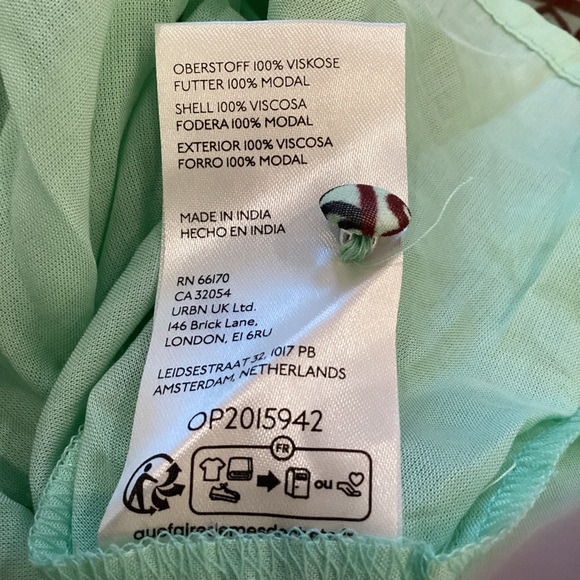 OBERSTOFF 100% VISKOSE
FUTTER 100% MODAL
SHELL 100% VISCOSA
FODERA 100% MODAL
EXTERIOR 100% VISCOSA
FORRO 100% MODAL
MADE IN INDIA
HECHO EN INDIA
RN 66170
CA 32054
URBN UK Ltd.
146 Brick Lane,
LONDON, E1 6RU
LEIDSESTRAAT 32, 1017 PB
AMSTERDAM, NETHERLANDS
OP2015942
FR
ou